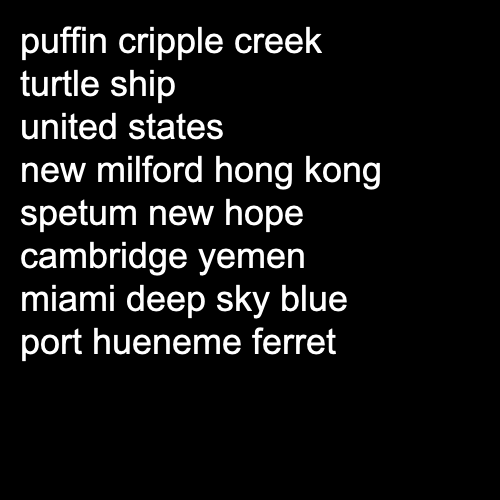 puffin cripple creek
turtle ship
united states
new milford hong kong
spetum new hope
cambridge yemen
miami deep sky blue
port hueneme ferret